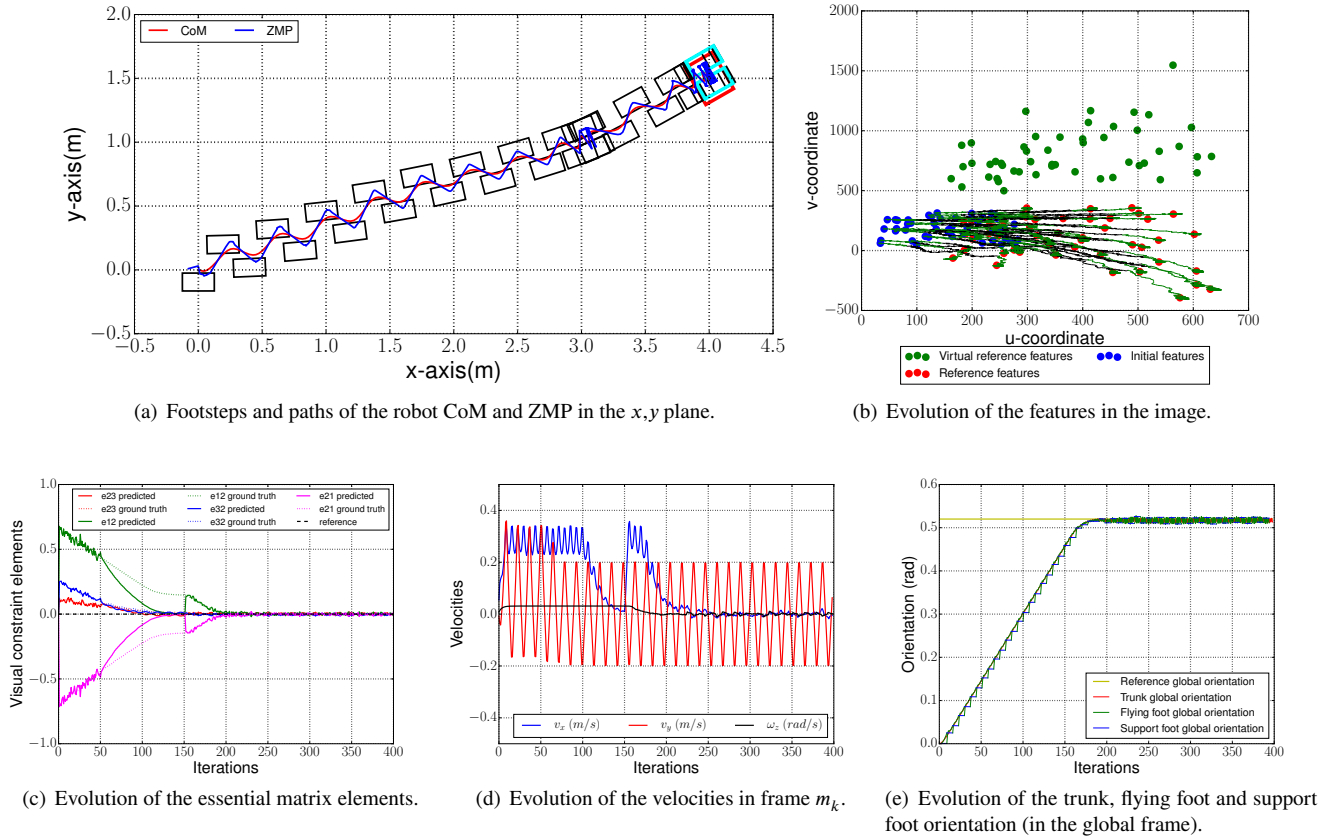 2.0
CoM ZMP
1.5
1.0
0.5
0.0
−0.5
y-axis(m)
−0.5 0.0 0.5 1.0 1.5 2.0 2.5 3.0 3.5 4.0 4.5
x-axis(m)
(a) Footsteps and paths of the robot CoM and ZMP in the x,y plane.
2000
1500
1000
500
0
−500
v-coordinate
0 100 200 300 400 500 600 700
u-coordinate
Virtual reference features Initial features
Reference features
(b) Evolution of the features in the image.
1.0
0.5
0.0
−0.5
−1.0
Visual constraint elements
e23 predicted e12 ground truth e21 predicted
e23 ground truth e32 predicted e21 ground truth
e12 predicted e32 ground truth reference
0 50 100 150 200 250 300 350 400
Iterations
(c) Evolution of the essential matrix elements.
0.4
0.2
0.0
−0.2
−0.4
Velocities
v_x (m/s) v_y (m/s) ω_z (rad/s)
0 50 100 150 200 250 300 350 400
Iterations
(d) Evolution of the velocities in frame m_k.
0.6
0.5
0.4
0.3
0.2
0.1
0.0
Orientation (rad)
Reference global orientation
Trunk global orientation
Flying foot global orientation
Support foot global orientation
0 50 100 150 200 250 300 350 400
Iterations
(e) Evolution of the trunk, flying foot and support
foot orientation (in the global frame).